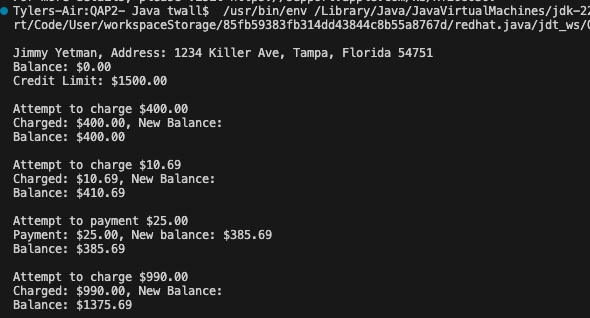 Tylers-Air:QAP2- Java twall$ /usr/bin/env /Library/Java/JavaVirtualMachines/jdk-22
rt/Code/User/workspaceStorage/85fb59383fb314dd43844c8b55a8767d/redhat.java/jdt_ws/
Jimmy Yetman, Address: 1234 Killer Ave, Tampa, Florida 54751
Balance: $0.00
Credit Limit: $1500.00
Attempt to charge $400.00
Charged: $400.00, New Balance:
Balance: $400.00
Attempt to charge $10.69
Charged: $10.69, New Balance:
Balance: $410.69
Attempt to payment $25.00
Payment: $25.00, New balance: $385.69
Balance: $385.69
Attempt to charge $990.00
Charged: $990.00, New Balance:
Balance: $1375.69